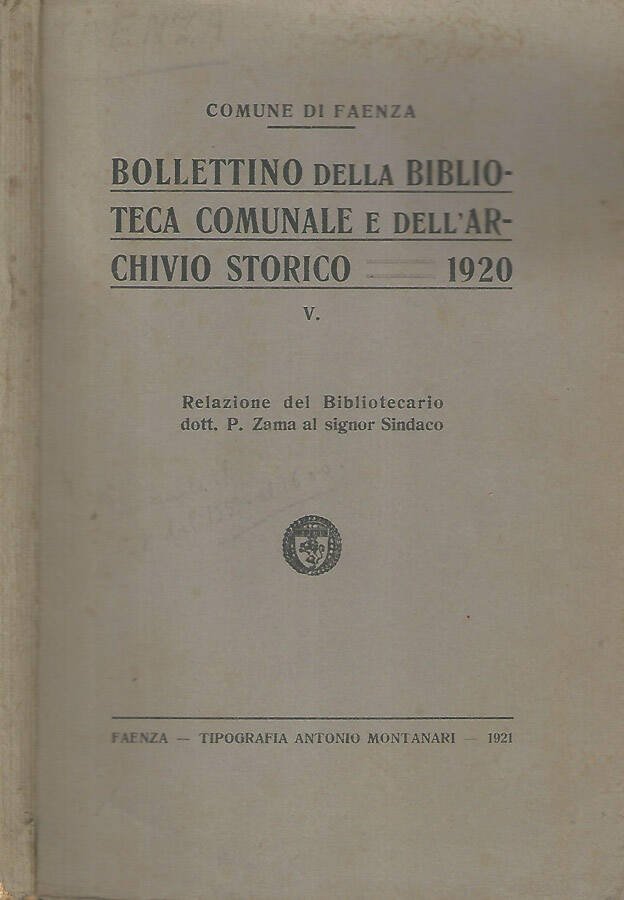 COMUNE DI FAENZA
BOLLETTINO DELLA BIBLIO-
TECA COMUNALE E DELL'AR-
CHIVIO STORICO 1920
V.
Relazione del Bibliotecario
dott. P. Zama al signor Sindaco
FAENZA — TIPOGRAFIA ANTONIO MONTANARI — 1921